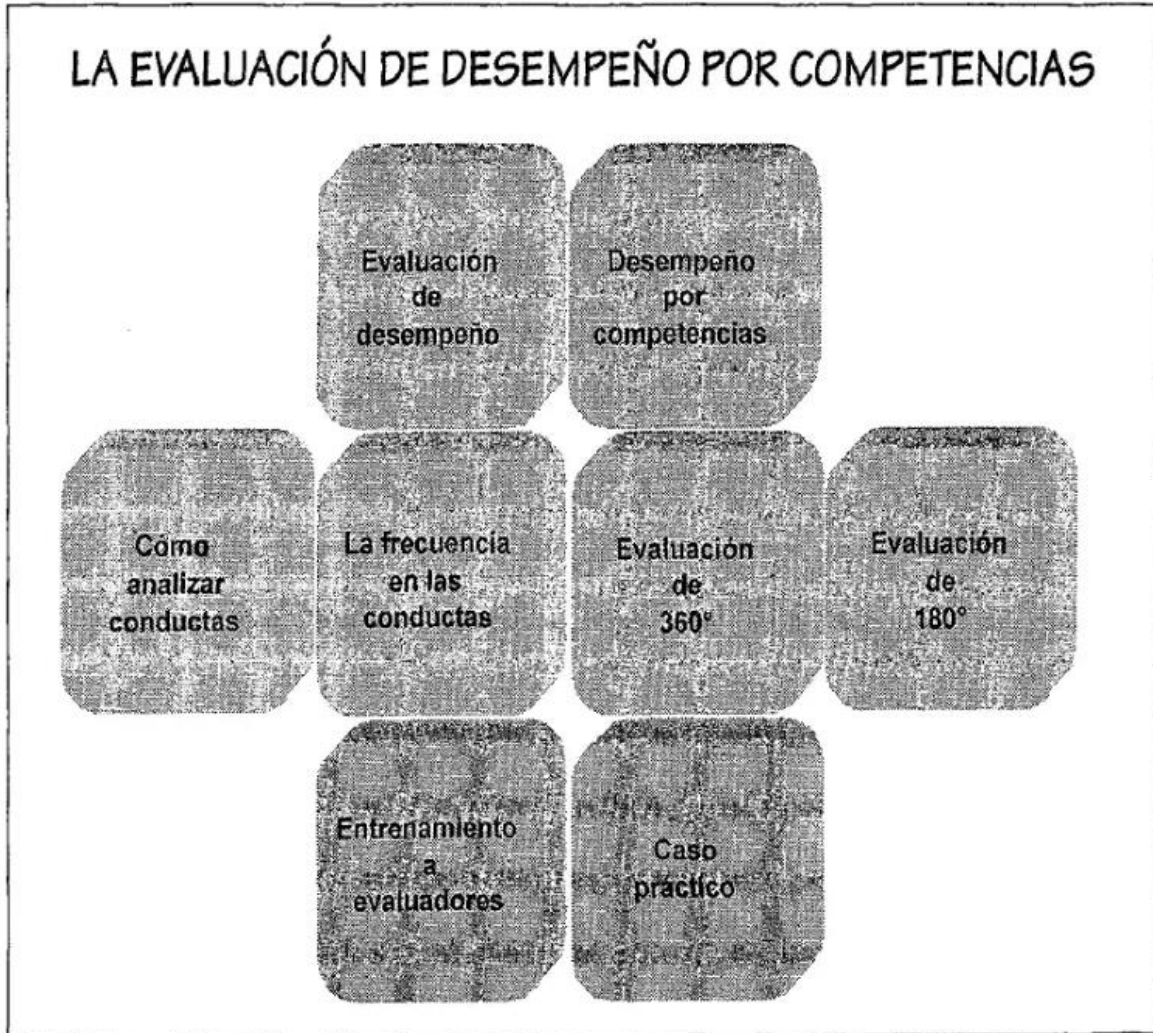 LA EVALUACIÓN DE DESEMPEÑO POR COMPETENCIAS
Evaluación
de
desempeño
Desempeño
por
competencias
Cómo
analizar
conductas
La frecuencia
en las
conductas
Evaluación
de
360°
Evaluación
de
180°
Entrenamiento
a
evaluadores
Caso
práctico